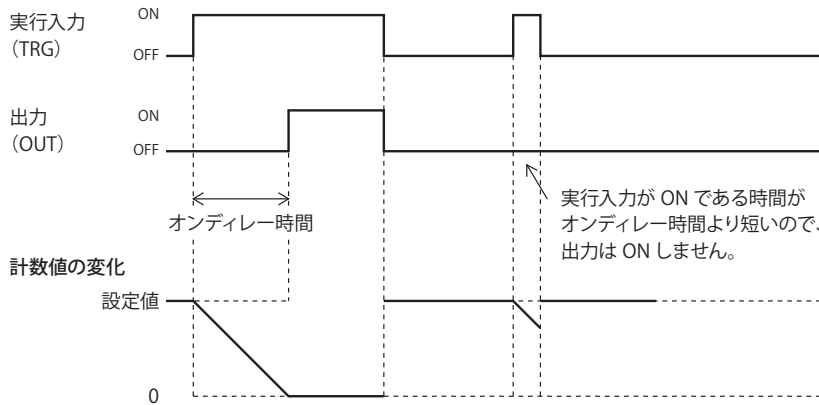 実行入力
（TRG）
ON
OFF
出力
（OUT）
ON
OFF
オンディレー時間
実行入力が ON である時間が
オンディレー時間より短いので、
出力は ON しません。
計数値の変化
設定値
0